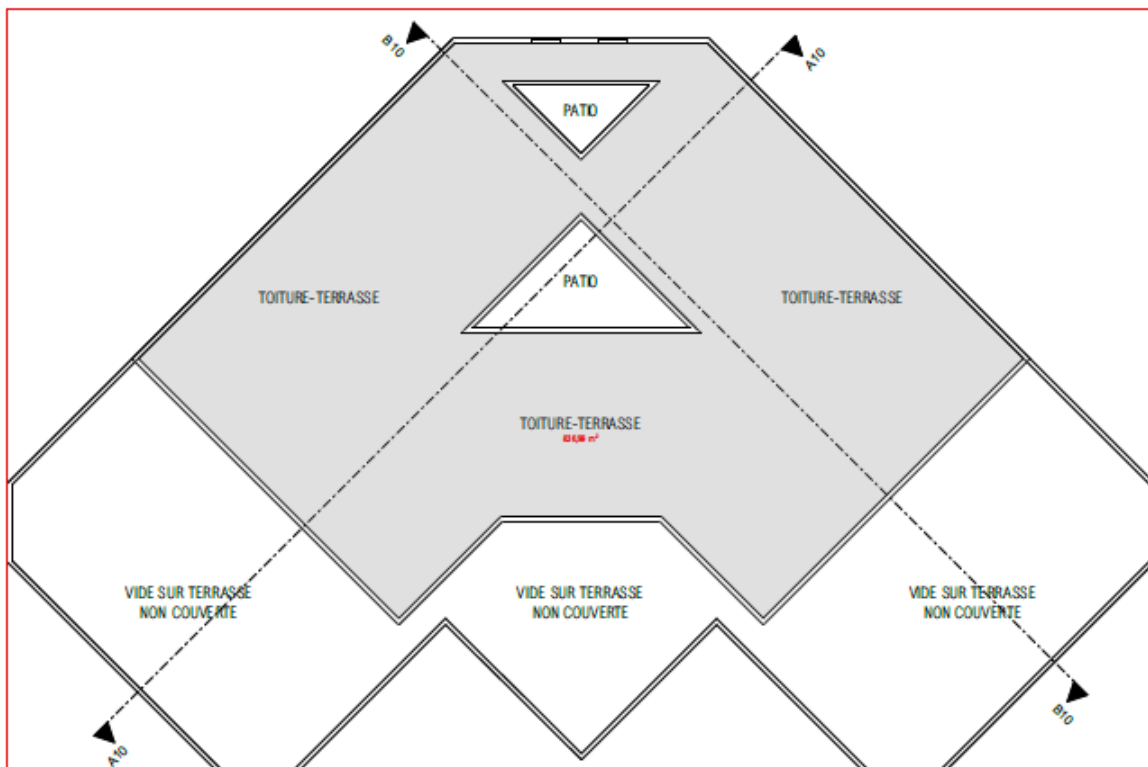 B10
A10
PATIO
PATIO
TOITURE-TERRASSE
TOITURE-TERRASSE
TOITURE-TERRASSE
VIDE SUR TERRASSE
NON COUVERTE
VIDE SUR TERRASSE
NON COUVERTE
VIDE SUR TERRASSE
NON COUVERTE
A10
B10